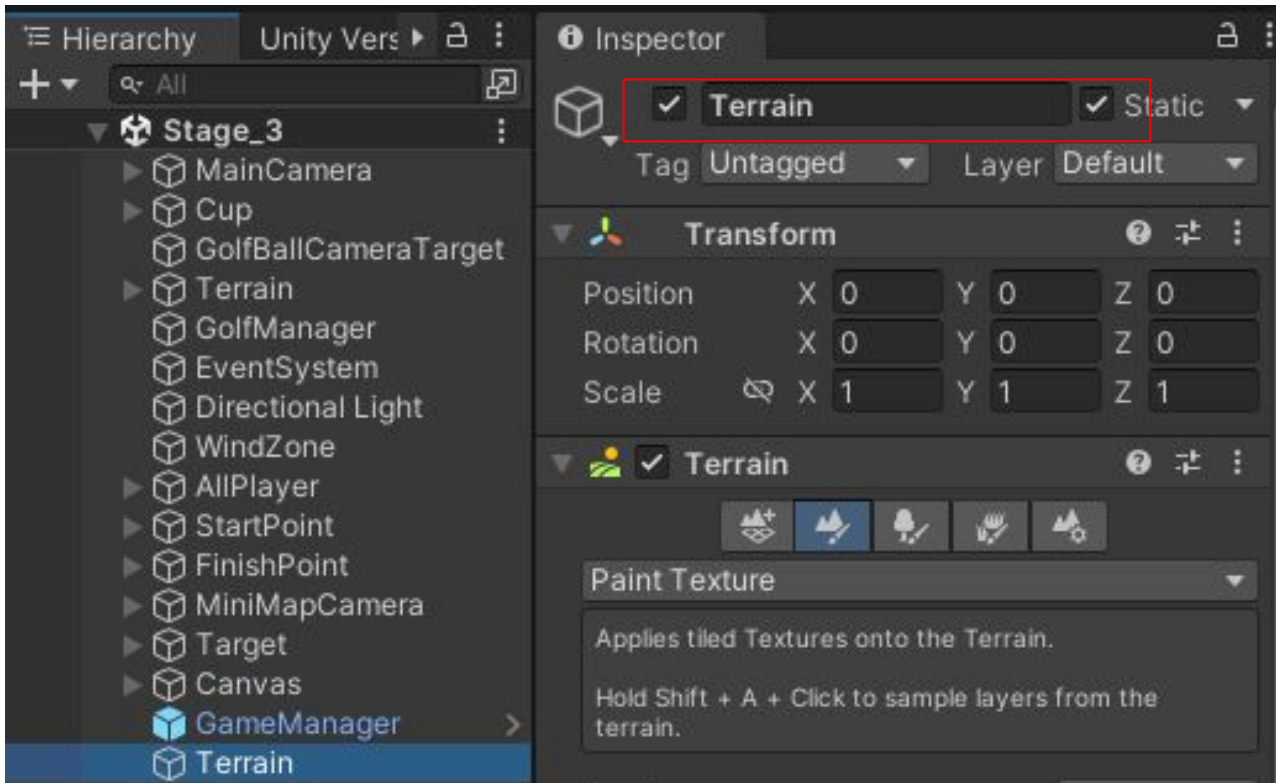 Hierarchy
Unity Vers
All
Stage_3
MainCamera
Cup
GolfBallCameraTarget
Terrain
GolfManager
EventSystem
Directional Light
WindZone
AllPlayer
StartPoint
FinishPoint
MiniMapCamera
Target
Canvas
GameManager
Terrain
Inspector
Terrain Static
Tag Untagged Layer Default
Transform
Position X 0 Y 0 Z 0
Rotation X 0 Y 0 Z 0
Scale X 1 Y 1 Z 1
Terrain
Paint Texture
Applies tiled Textures onto the Terrain.
Hold Shift + A + Click to sample layers from the
terrain.